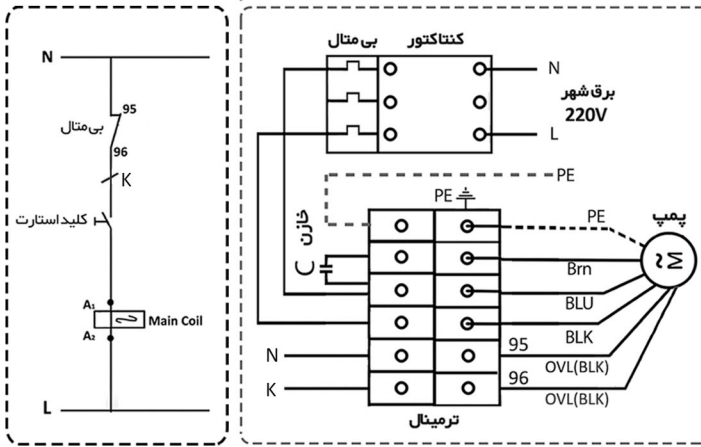 N
95
بی متال
96
K
کلید استارت
A1
Main Coil
A2
L
بی متال
کنتاکتور
N
برق شهر
220V
L
PE
PE
خازن
C
PE
پمپ
Brn
M
~
BLU
BLK
N
95
OVL(BLK)
K
96
OVL(BLK)
ترمینال